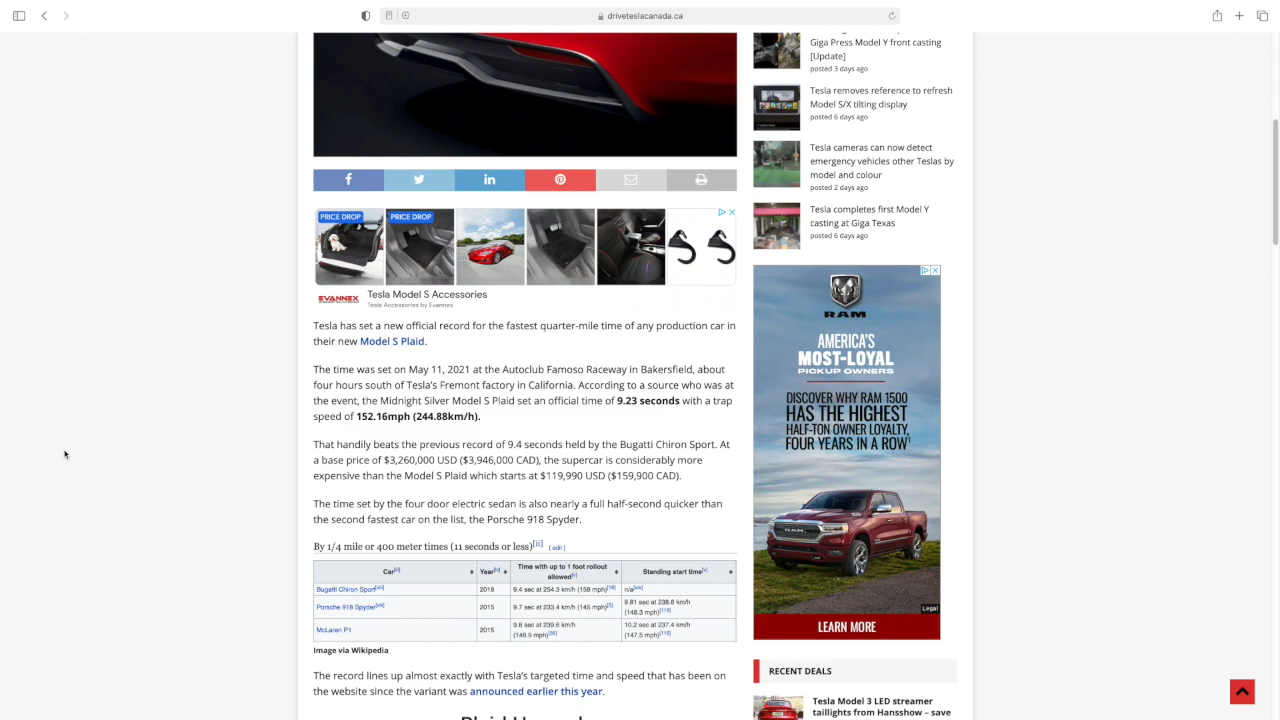 driveteslacanada.ca
Giga Press Model Y front casting
[Update]
posted 3 days ago
Tesla removes reference to refresh
Model S/X tilting display
posted 6 days ago
Tesla cameras can now detect
emergency vehicles other Teslas by
model and colour
posted 2 days ago
Tesla completes first Model Y
casting at Giga Texas
posted 6 days ago
PRICE DROP
PRICE DROP
EVANNEX
Tesla Model S Accessories
Tesla Accessories by Evannex
Tesla has set a new official record for the fastest quarter-mile time of any production car in
their new Model S Plaid.
The time was set on May 11, 2021 at the Autoclub Famoso Raceway in Bakersfield, about
four hours south of Tesla's Fremont factory in California. According to a source who was at
the event, the Midnight Silver Model S Plaid set an official time of 9.23 seconds with a trap
speed of 152.16mph (244.88km/h).
That handily beats the previous record of 9.4 seconds held by the Bugatti Chiron Sport. At
a base price of $3,260,000 USD ($3,946,000 CAD), the supercar is considerably more
expensive than the Model S Plaid which starts at $119,990 USD ($159,900 CAD).
The time set by the four door electric sedan is also nearly a full half-second quicker than
the second fastest car on the list, the Porsche 918 Spyder.
By 1/4 mile or 400 meter times (11 seconds or less)[ii] [ edit ]
Car[iii] Year[iv] Time with up to 1 foot rollout
allowed[v] Standing start time[v]
Bugatti Chiron Sport 2018 9.4 sec at 254.3 km/h (158 mph) n/a
Porsche 918 Spyder 2015 9.7 sec at 233.4 km/h (145 mph)[5] 9.81 sec at 238.6 km/h
(148.3 mph)[115]
McLaren P1 2015 9.8 sec at 239.6 km/h
(148.9 mph)[50] 10.2 sec at 237.4 km/h
(147.5 mph)[116]
Image via Wikipedia
The record lines up almost exactly with Tesla's targeted time and speed that has been on
the website since the variant was announced earlier this year.
RAM
AMERICA'S
MOST-LOYAL
PICKUP OWNERS
DISCOVER WHY RAM 1500
HAS THE HIGHEST
HALF-TON OWNER LOYALTY,
FOUR YEARS IN A ROW¹
Legal
LEARN MORE
RECENT DEALS
Tesla Model 3 LED streamer
taillights from Hansshow – save